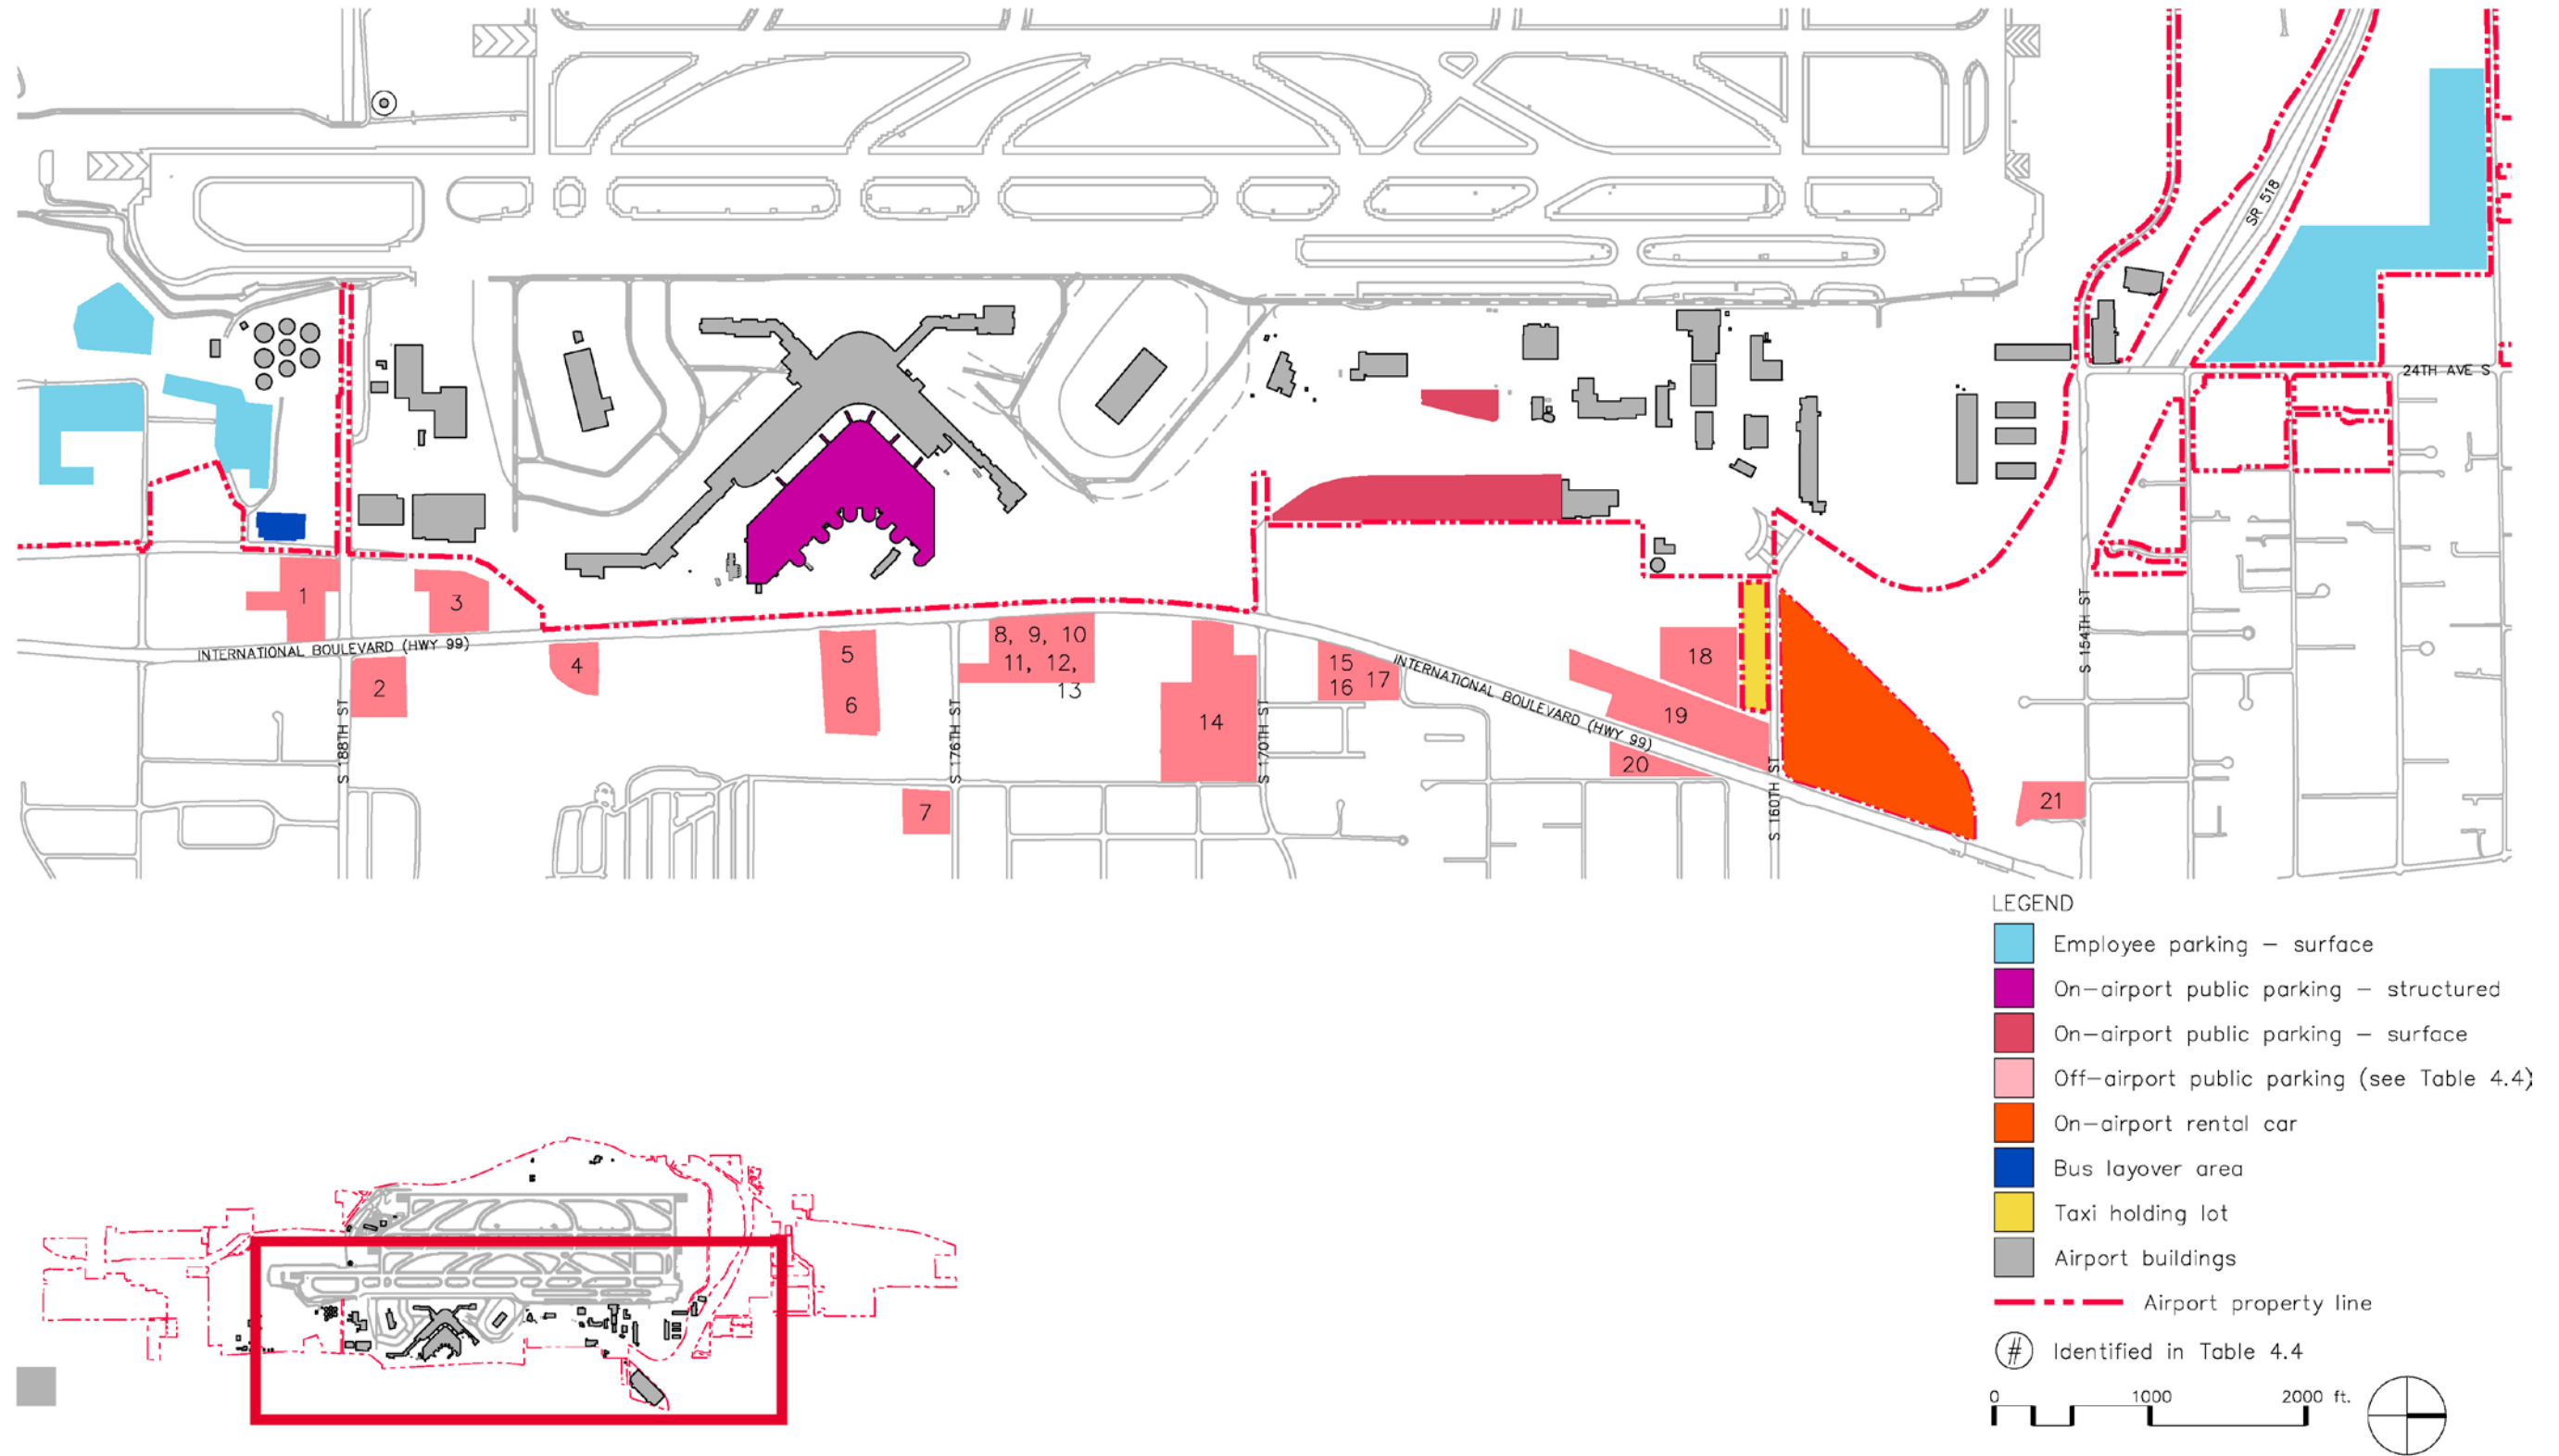 SR 518
24TH AVE S
1
3
INTERNATIONAL BOULEVARD (HWY 99)
2
S 188TH ST
4
5
6
7
S 176TH ST
8, 9, 10
11, 12,
13
14
S 170TH ST
15
16
17
INTERNATIONAL BOULEVARD (HWY 99)
18
19
20
S 160TH ST
S 154TH ST
21
LEGEND
Employee parking – surface
On–airport public parking – structured
On–airport public parking – surface
Off–airport public parking (see Table 4.4)
On–airport rental car
Bus layover area
Taxi holding lot
Airport buildings
Airport property line
# Identified in Table 4.4
0 1000 2000 ft.